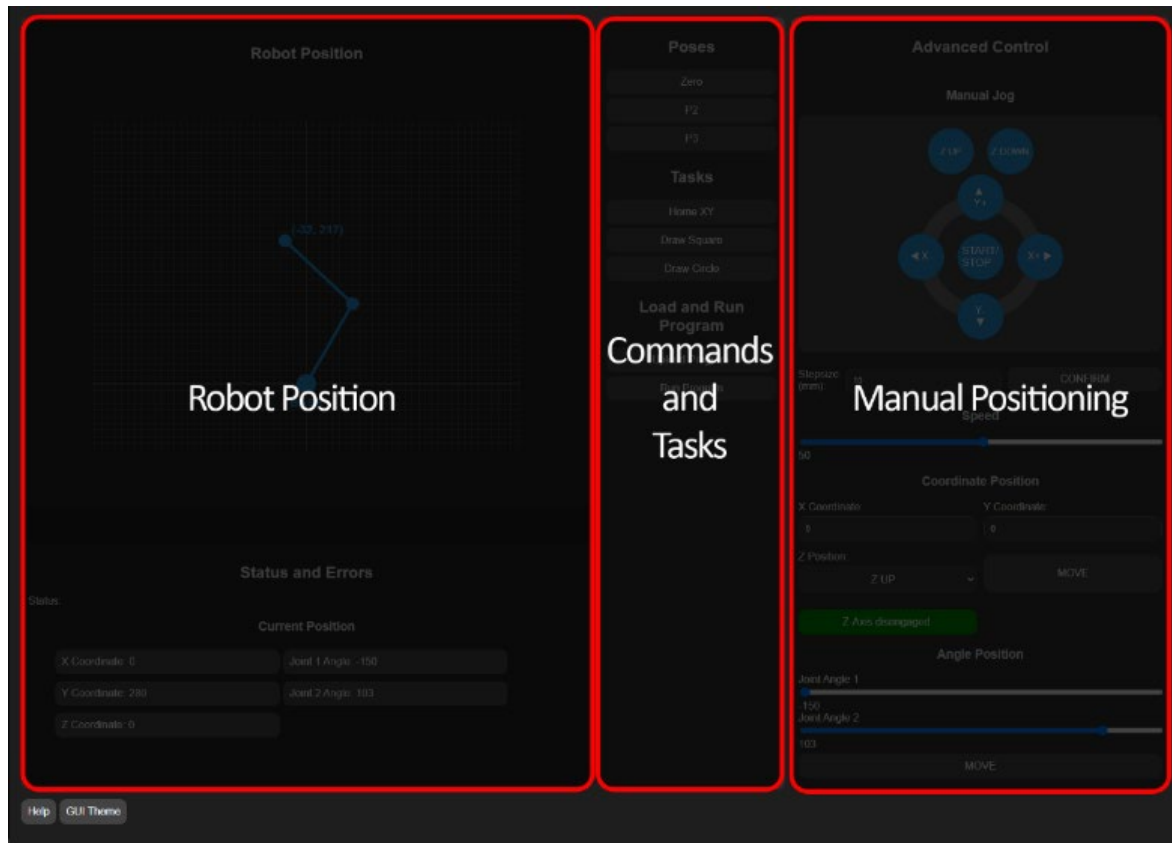 Robot Position
(-32, 217)
Robot Position
Status and Errors
Status:
Current Position
X Coordinate: 0
Joint 1 Angle: -150
Y Coordinate: 280
Joint 2 Angle: 103
Z Coordinate: 0
Poses
Zero
P2
P3
Tasks
Home XY
Draw Square
Draw Circle
Load and Run
Program
Run Program
Commands
and
Tasks
Advanced Control
Manual Jog
Z UP
Z DOWN
START/
STOP
X+
Stepsize
(mm):
CONFIRM
Manual Positioning
Speed
50
Coordinate Position
X Coordinate:
Y Coordinate:
Z Position
Z UP
MOVE
Z Axis disengaged
Angle Position
Joint Angle 1
-150
Joint Angle 2
103
MOVE
Help
GUI Theme